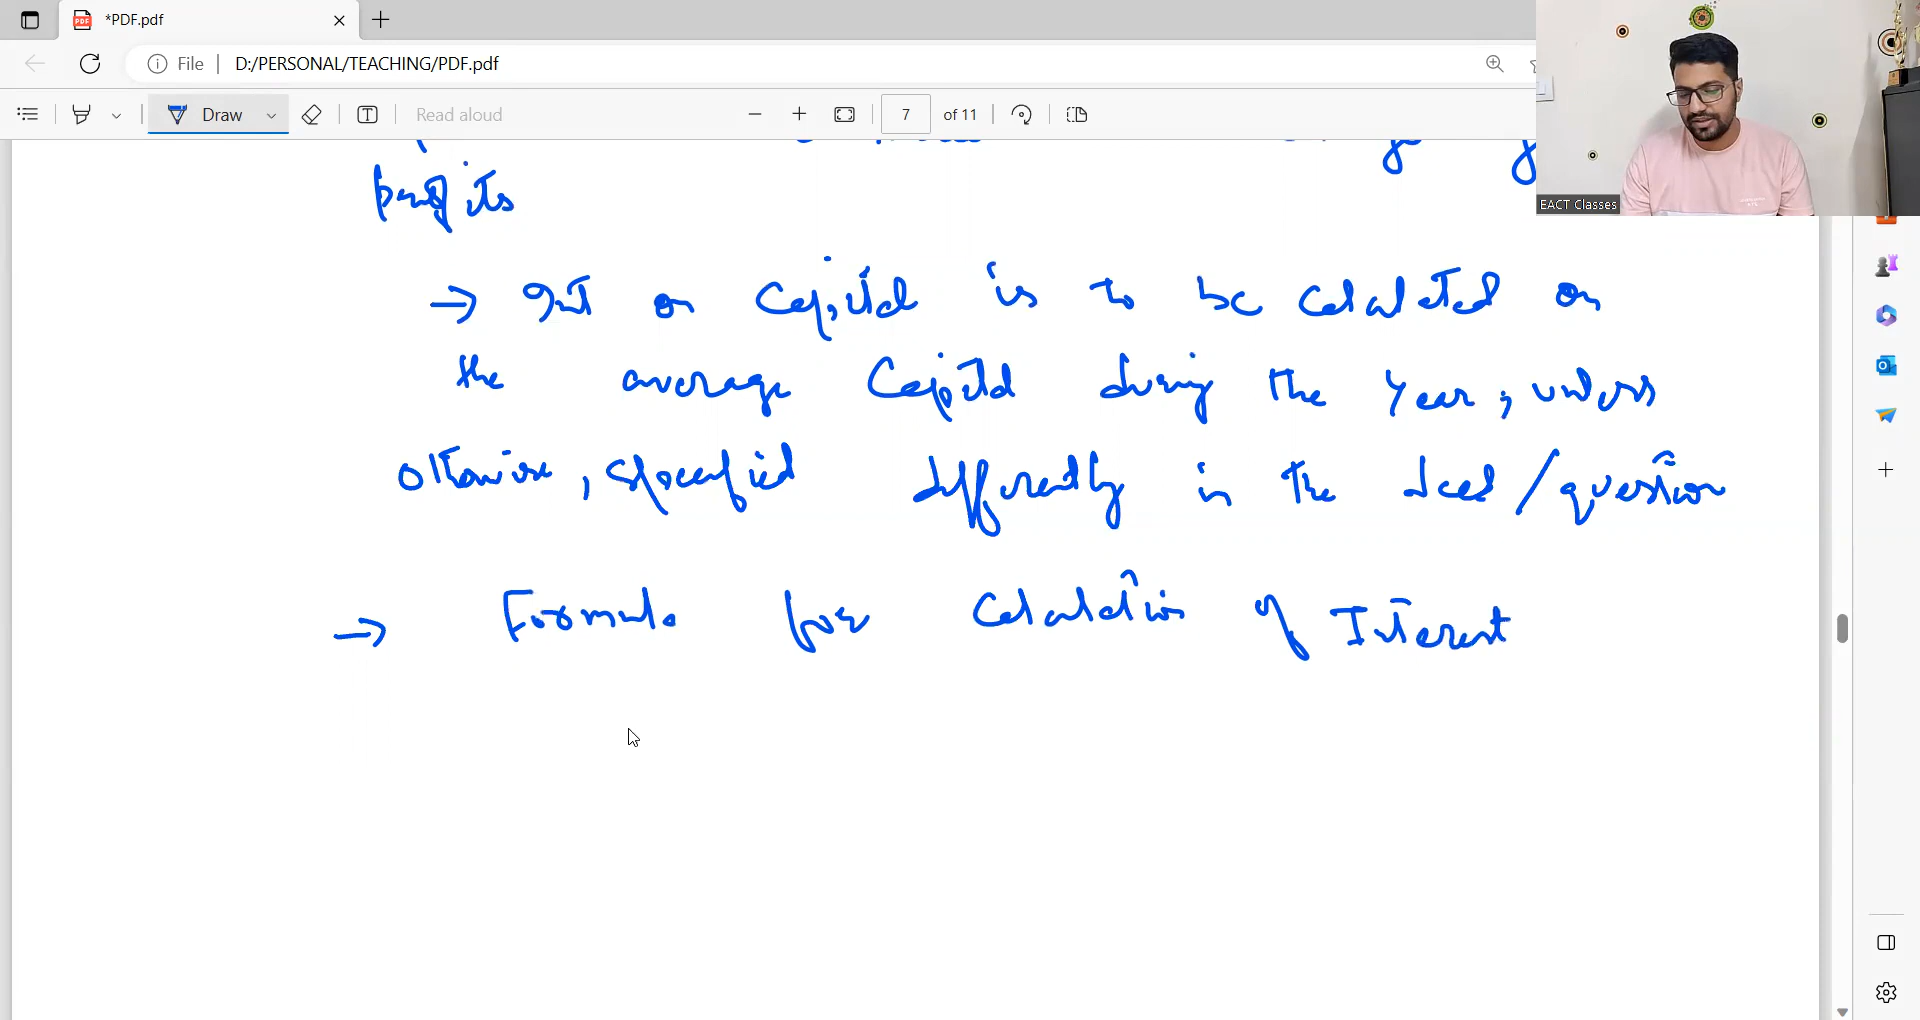 *PDF.pdf
File D:/PERSONAL/TEACHING/PDF.pdf
Draw Read aloud 7 of 11
EACT Classes
profits
→ Int on Capital is to be calculated on
the average Capital during the Year, unless
otherwise, specified differently in the deed/question
→ Formula for Calculation of Interest